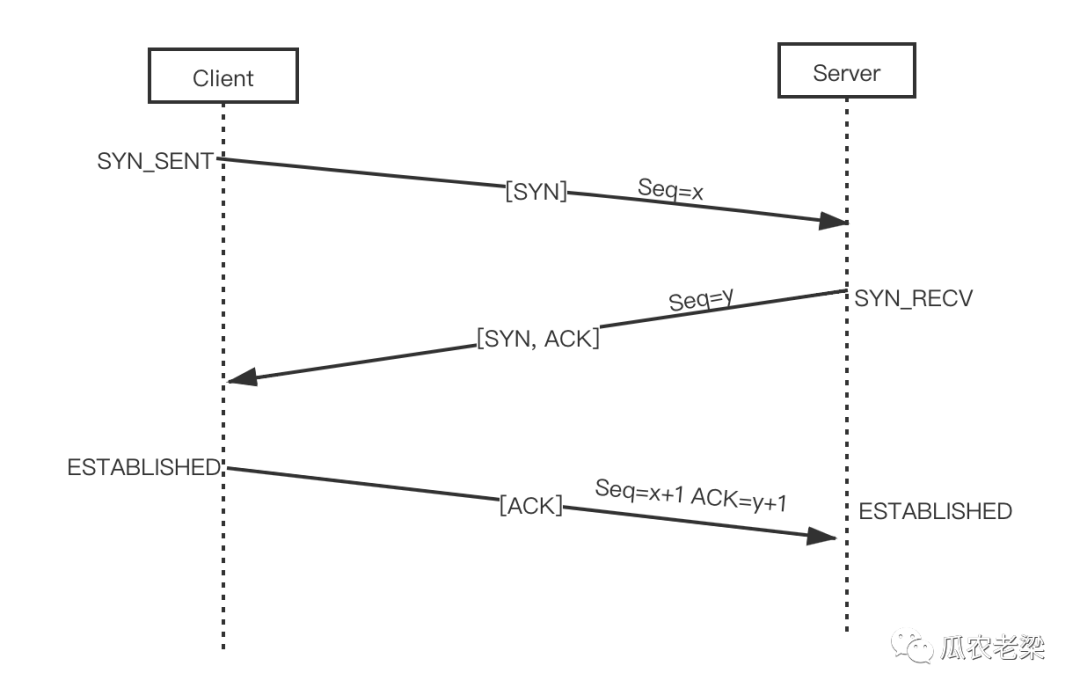 Client
Server
SYN_SENT
[SYN]
Seq=x
Seq=y
SYN_RECV
[SYN, ACK]
ESTABLISHED
[ACK]
Seq=x+1 ACK=y+1
ESTABLISHED
瓜农老梁